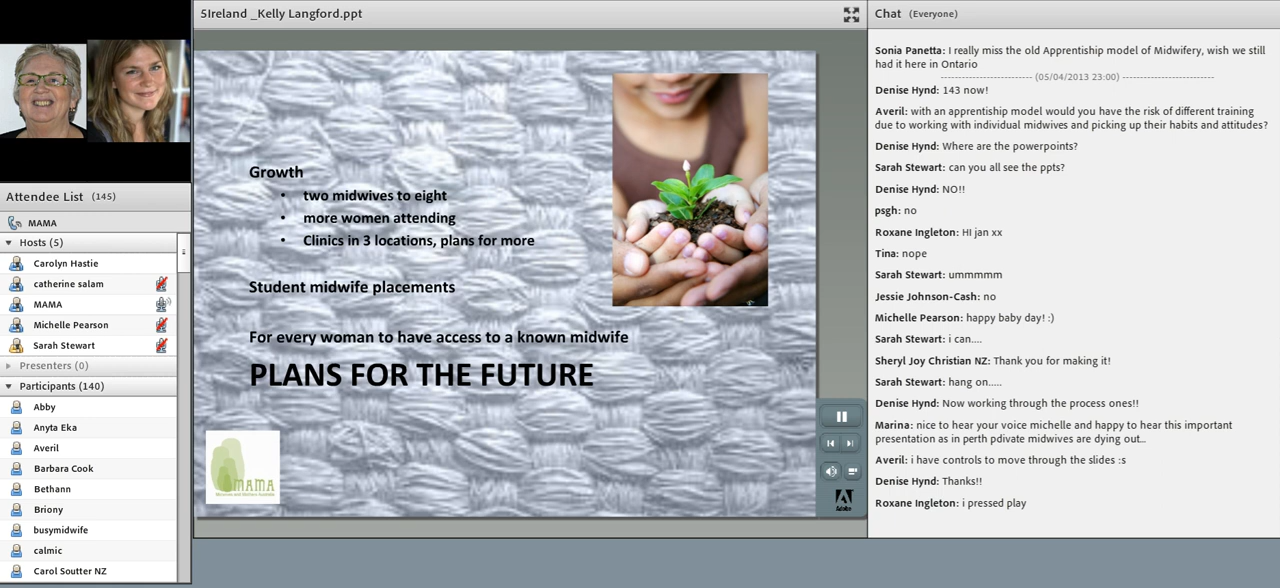 5Ireland _Kelly Langford.ppt
Chat (Everyone)
Attendee List (145)
MAMA
Hosts (5)
Carolyn Hastie
catherine salam
MAMA
Michelle Pearson
Sarah Stewart
Presenters (0)
Participants (140)
Abby
Anyta Eka
Averil
Barbara Cook
Bethann
Briony
busymidwife
calmic
Carol Soutter NZ
Growth
• two midwives to eight
• more women attending
• Clinics in 3 locations, plans for more
Student midwife placements
For every woman to have access to a known midwife
PLANS FOR THE FUTURE
MAMA
Midwives and Mothers Australia
Adobe
Sonia Panetta: I really miss the old Apprentiship model of Midwifery, wish we still
had it here in Ontario
(05/04/2013 23:00)
Denise Hynd: 143 now!
Averil: with an apprentiship model would you have the risk of different training
due to working with individual midwives and picking up their habits and attitudes?
Denise Hynd: Where are the powerpoints?
Sarah Stewart: can you all see the ppts?
Denise Hynd: NO!!
psgh: no
Roxane Ingleton: HI jan xx
Tina: nope
Sarah Stewart: ummmmm
Jessie Johnson-Cash: no
Michelle Pearson: happy baby day! :)
Sarah Stewart: i can....
Sheryl Joy Christian NZ: Thank you for making it!
Sarah Stewart: hang on.....
Denise Hynd: Now working through the process ones!!
Marina: nice to hear your voice michelle and happy to hear this important
presentation as in perth pdivate midwives are dying out...
Averil: i have controls to move through the slides :s
Denise Hynd: Thanks!!
Roxane Ingleton: i pressed play